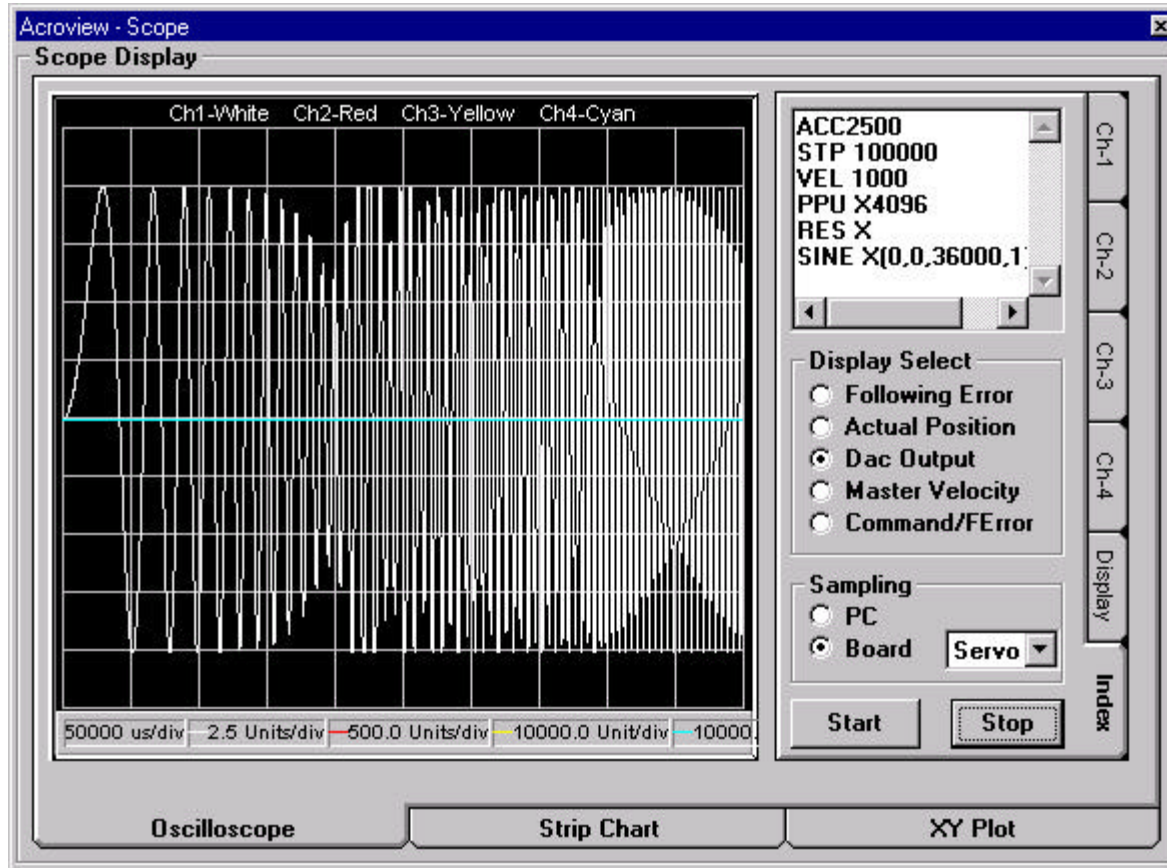 Acroview - Scope
Scope Display
Ch1-White Ch2-Red Ch3-Yellow Ch4-Cyan
50000 us/div 2.5 Units/div 500.0 Units/div 10000.0 Unit/div 10000.
ACC2500
STP 100000
VEL 1000
PPU X4096
RES X
SINE X(0,0,36000,1
Display Select
Following Error
Actual Position
Dac Output
Master Velocity
Command/FError
Sampling
PC
Board Servo
Start Stop
Ch-1
Ch-2
Ch-3
Ch-4
Display
Index
Oscilloscope Strip Chart XY Plot